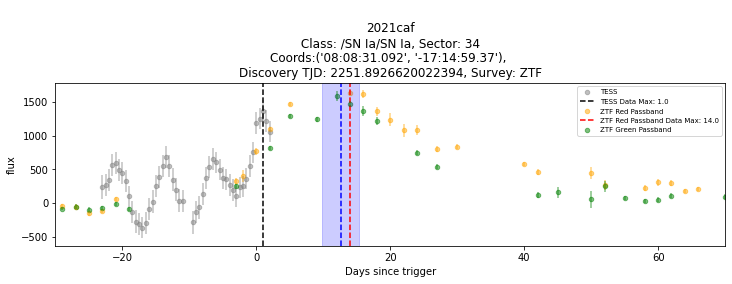 2021caf
Class: /SN Ia/SN Ia, Sector: 34
Coords:('08:08:31.092', '-17:14:59.37'),
Discovery TJD: 2251.8926620022394, Survey: ZTF
TESS
TESS Data Max: 1.0
ZTF Red Passband
ZTF Red Passband Data Max: 14.0
ZTF Green Passband
flux
1500
1000
500
0
−500
−20
0
20
40
60
Days since trigger